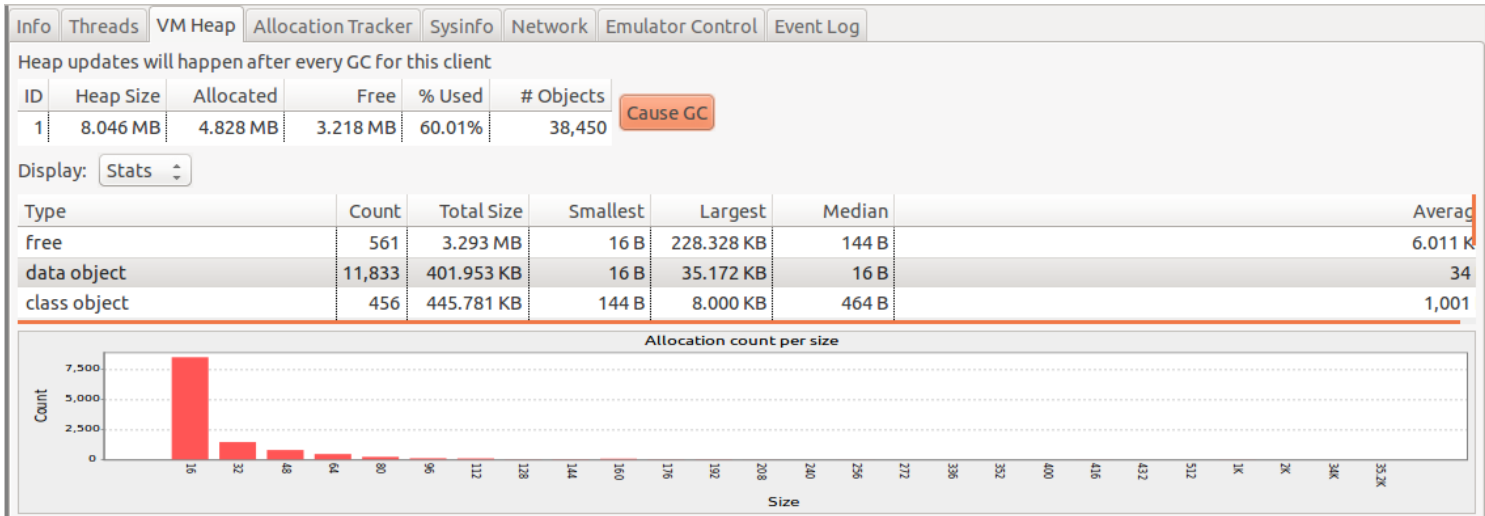 Info Threads VM Heap Allocation Tracker Sysinfo Network Emulator Control Event Log
Heap updates will happen after every GC for this client
ID Heap Size Allocated Free % Used # Objects
Cause GC
1 8.046 MB 4.828 MB 3.218 MB 60.01% 38,450
Display: Stats
Type Count Total Size Smallest Largest Median Averag
free 561 3.293 MB 16 B 228.328 KB 144 B 6.011 K
data object 11,833 401.953 KB 16 B 35.172 KB 16 B 34
class object 456 445.781 KB 144 B 8.000 KB 464 B 1,001
Allocation count per size
7,500
5,000
2,500
0
Count
16 32 48 64 80 96 112 128 144 160 176 192 208 240 256 272 336 352 400 416 432 512 1K 2K 34K 35.2K
Size